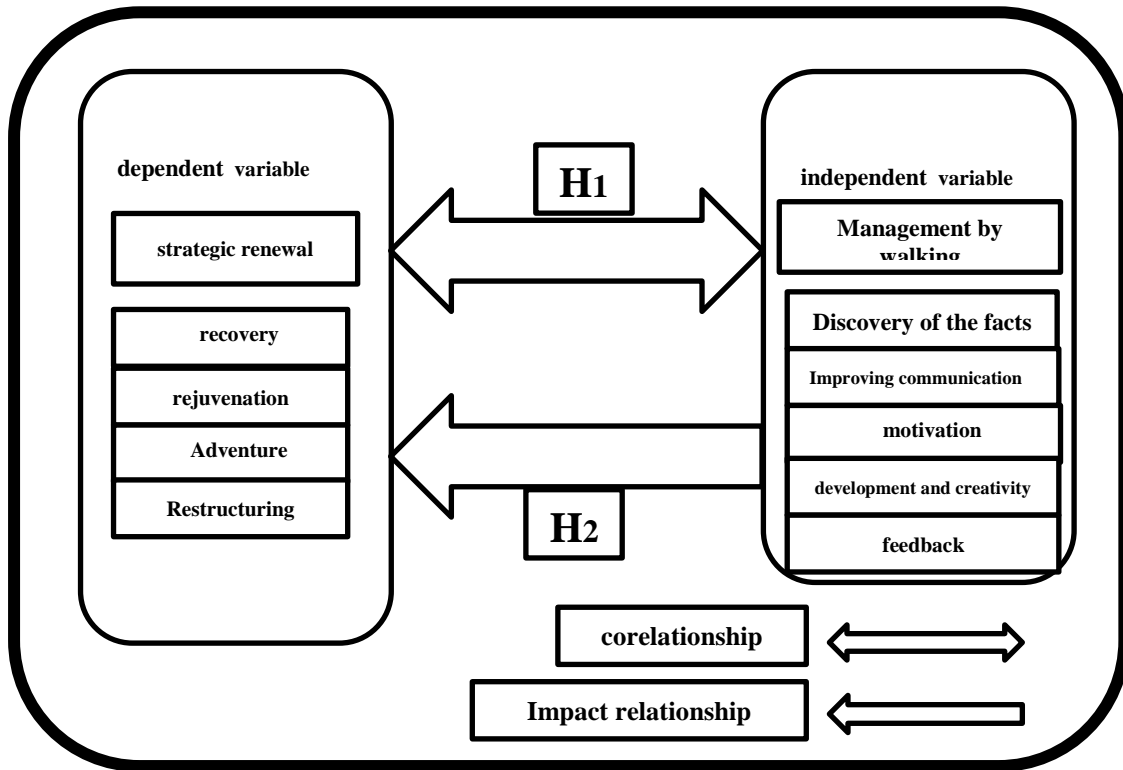 dependent variable
strategic renewal
recovery
rejuvenation
Adventure
Restructuring
H1
H2
independent variable
Management by
walking
Discovery of the facts
Improving communication
motivation
development and creativity
feedback
corelationship
Impact relationship